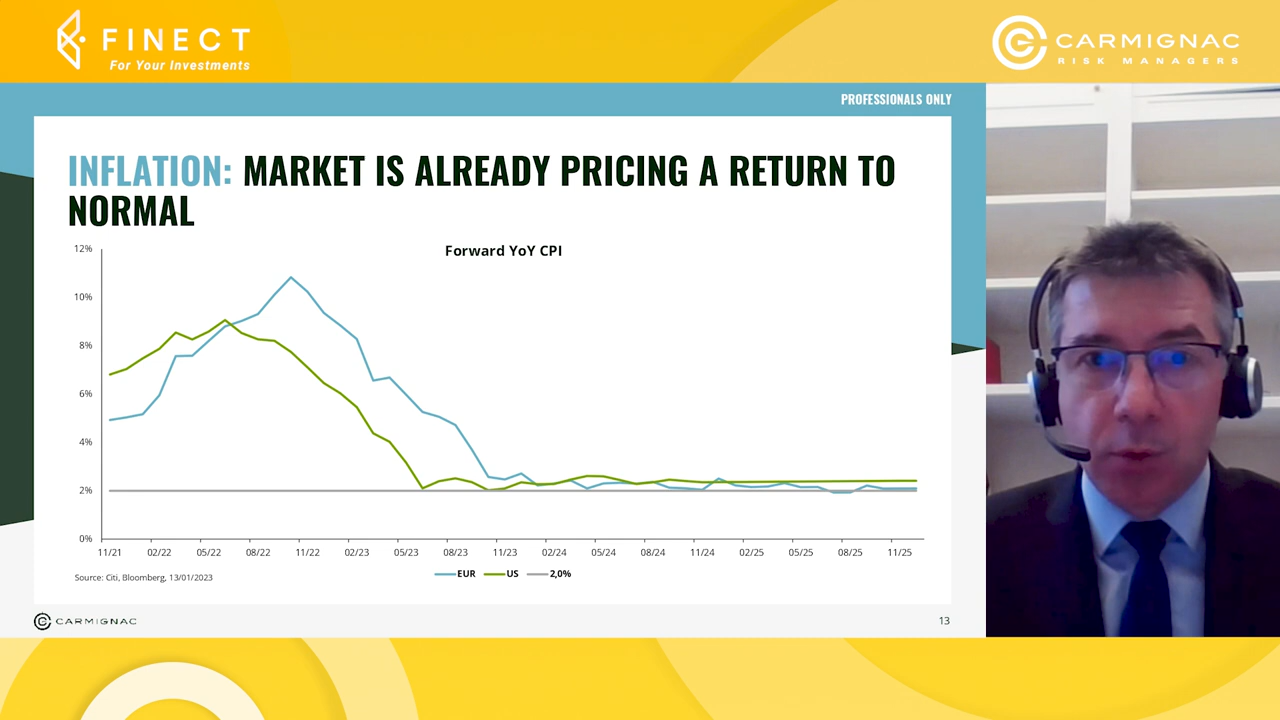 FINECT
For Your Investments
CARMIGNAC
RISK MANAGERS
PROFESSIONALS ONLY
INFLATION: MARKET IS ALREADY PRICING A RETURN TO
NORMAL
Forward YoY CPI
12%
10%
8%
6%
4%
2%
0%
11/21 02/22 05/22 08/22 11/22 02/23 05/23 08/23 11/23 02/24 05/24 08/24 11/24 02/25 05/25 08/25 11/25
EUR US 2,0%
Source: Citi, Bloomberg, 13/01/2023
CARMIGNAC
13